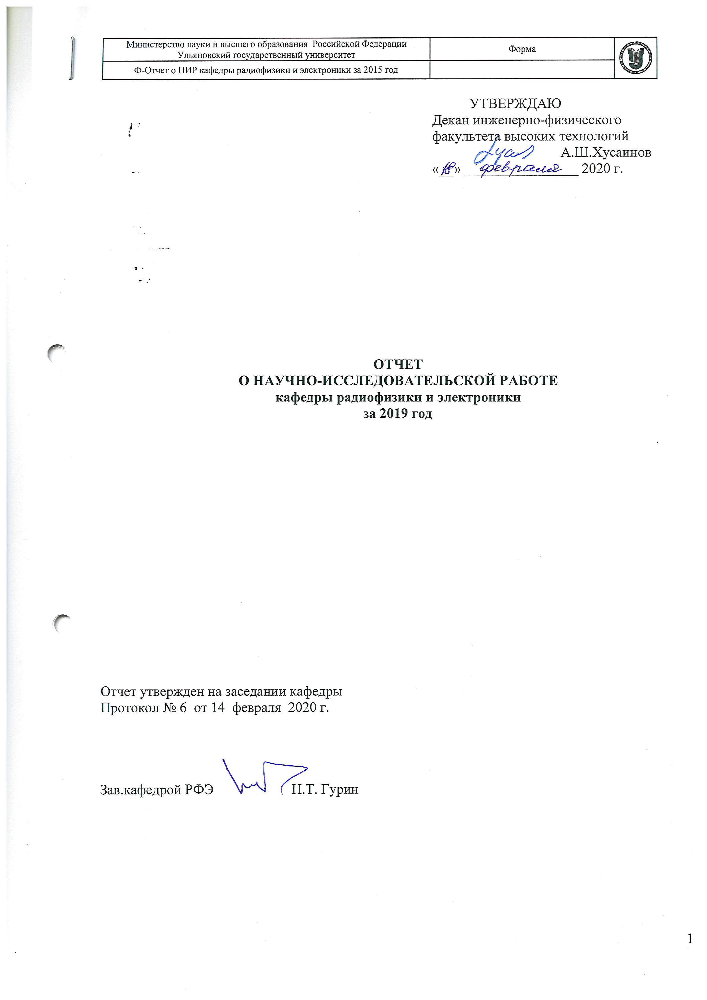 Министерство науки и высшего образования Российской Федерации
Ульяновский государственный университет
Форма
Ф-Отчет о НИР кафедры радиофизики и электроники за 2015 год
УТВЕРЖДАЮ
Декан инженерно-физического
факультета высоких технологий
А.Ш.Хусаинов
«18» февраля 2020 г.
ОТЧЕТ
О НАУЧНО-ИССЛЕДОВАТЕЛЬСКОЙ РАБОТЕ
кафедры радиофизики и электроники
за 2019 год
Отчет утвержден на заседании кафедры
Протокол № 6 от 14 февраля 2020 г.
Зав.кафедрой РФЭ Н.Т. Гурин
1